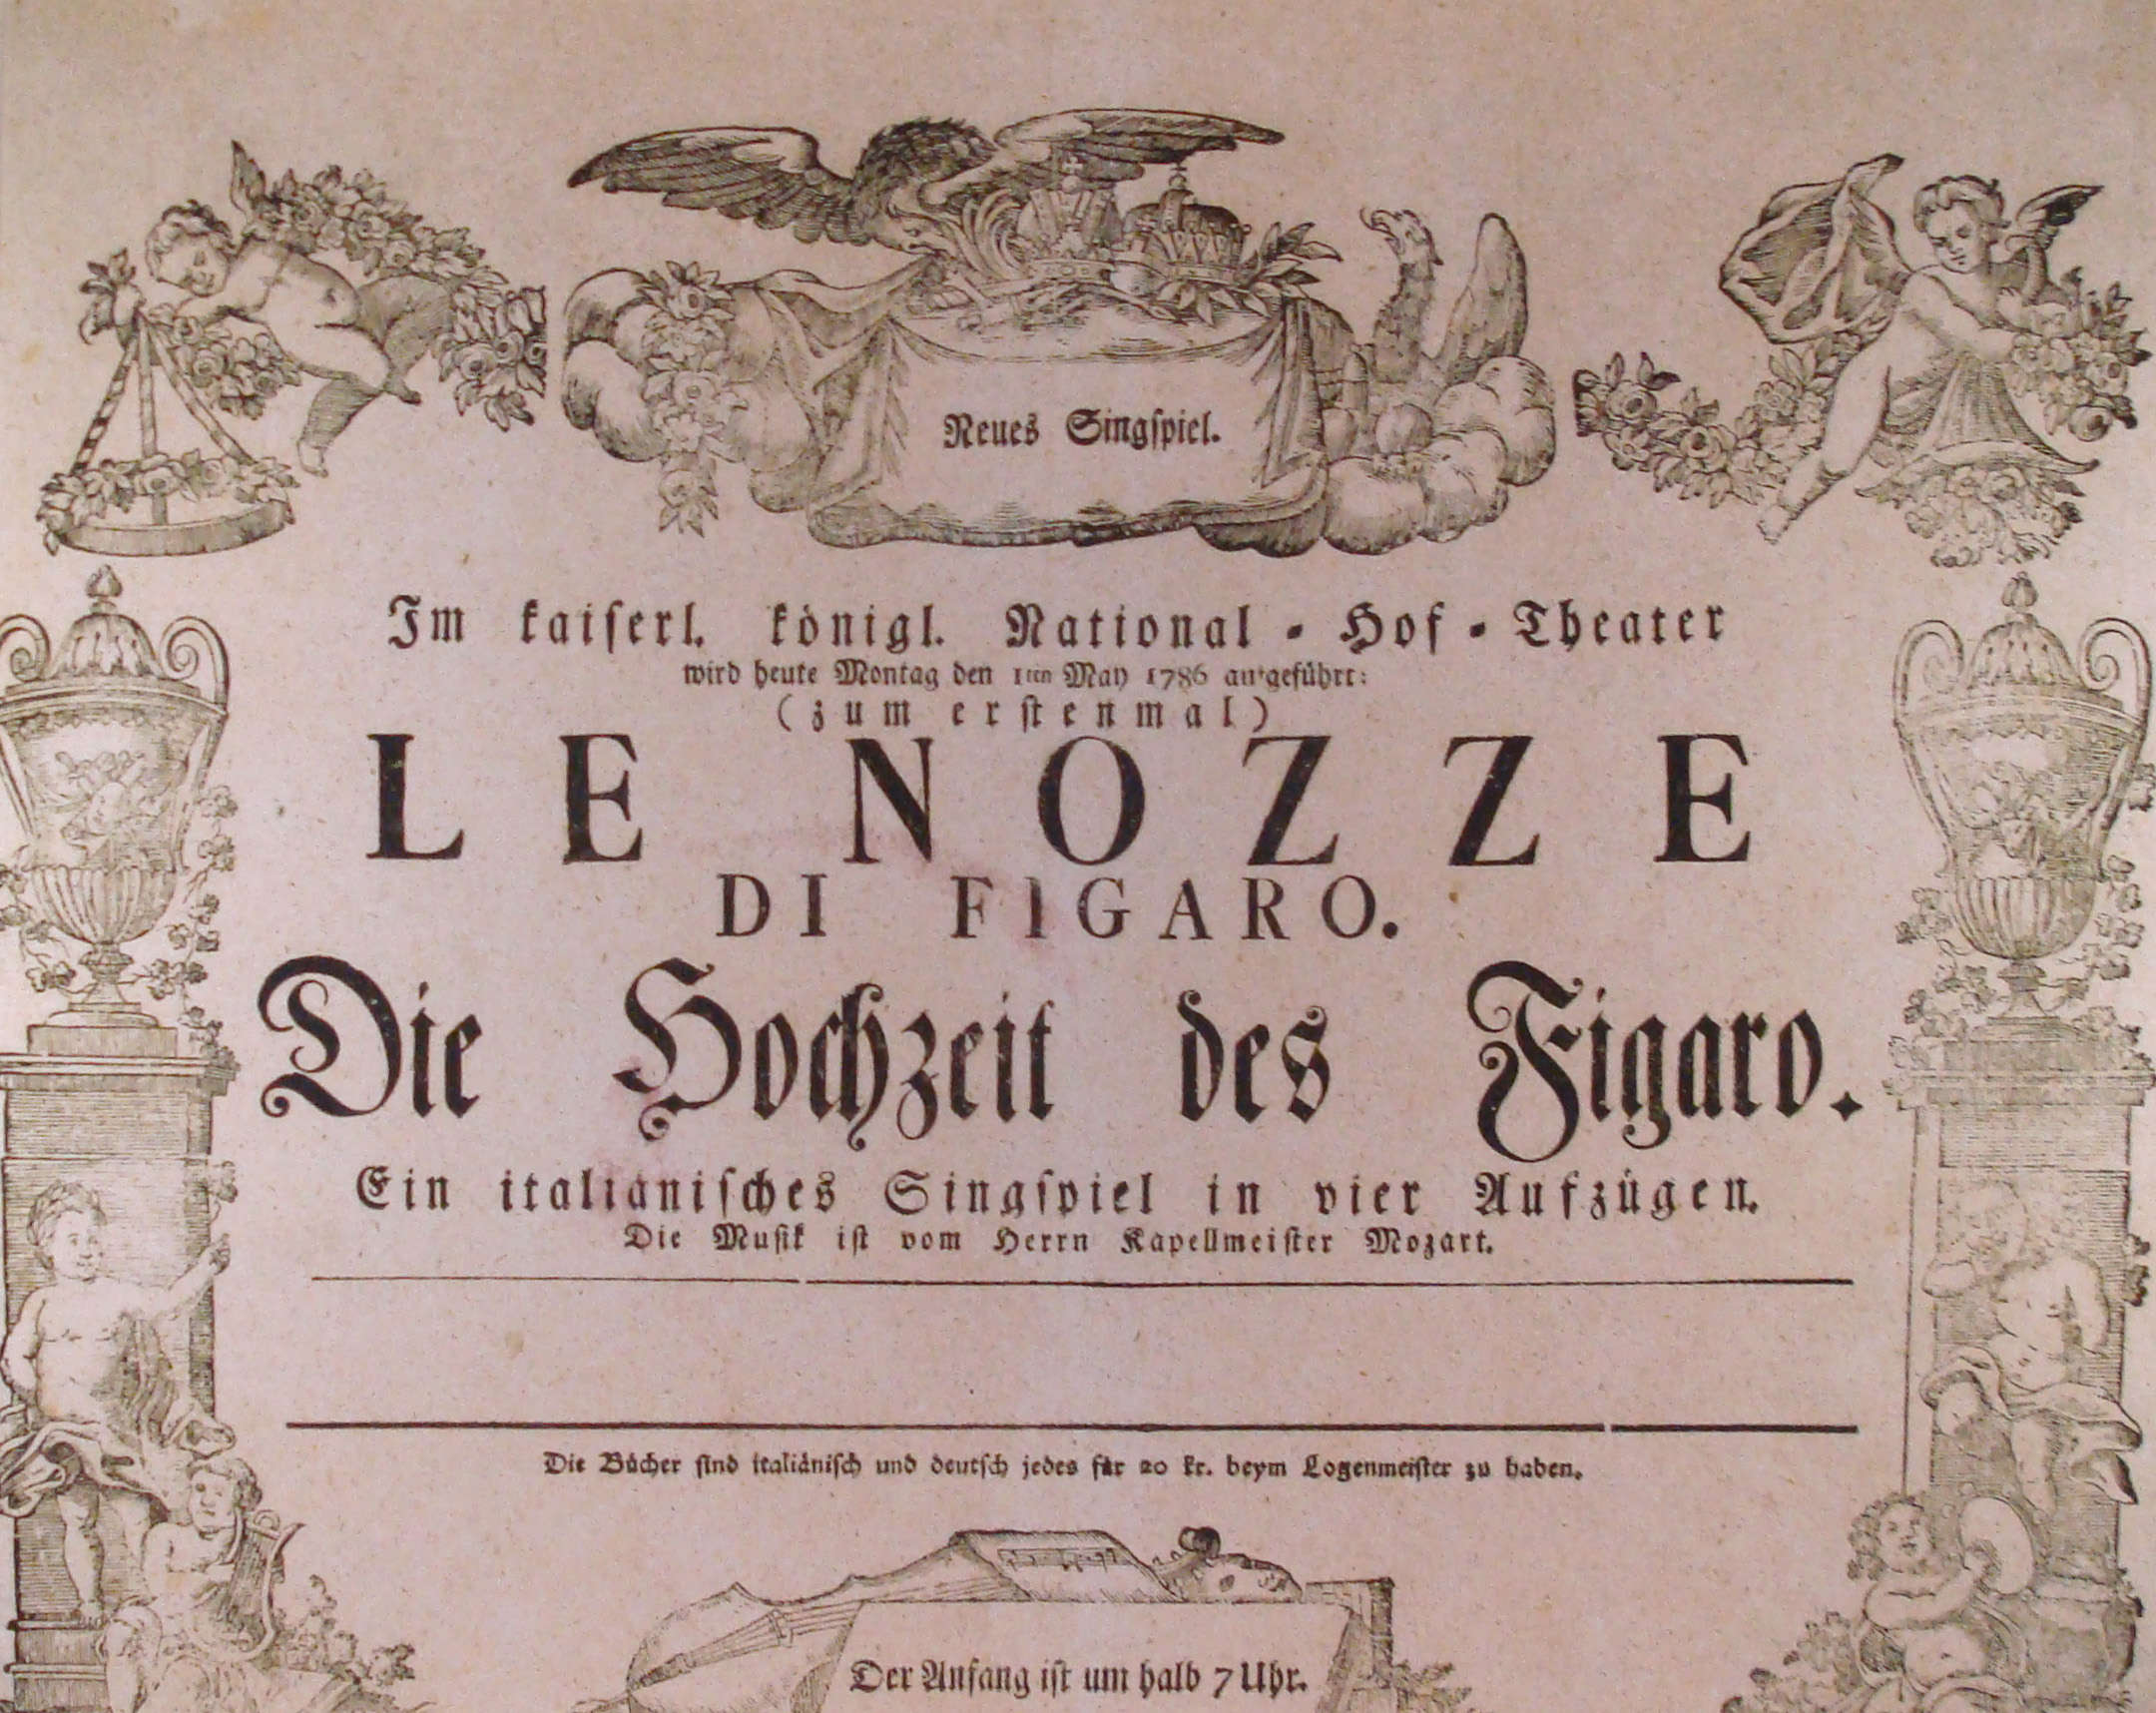 Neues Singſpiel.
Im kaiſerl. königl. National-Hof-Theater
wird heute Montag den 1ten May 1786 aufgeführt:
(zum erſtenmal)
LE NOZZE
DI FIGARO.
Die Hochzeit des Figaro.
Ein italiäniſches Singſpiel in vier Aufzügen.
Die Muſik iſt vom Herrn Kapellmeiſter Mozart.
Die Bücher ſind italiäniſch und deutſch jedes für 20 kr. beym Logenmeiſter zu haben.
Der Anfang iſt um halb 7 Uhr.